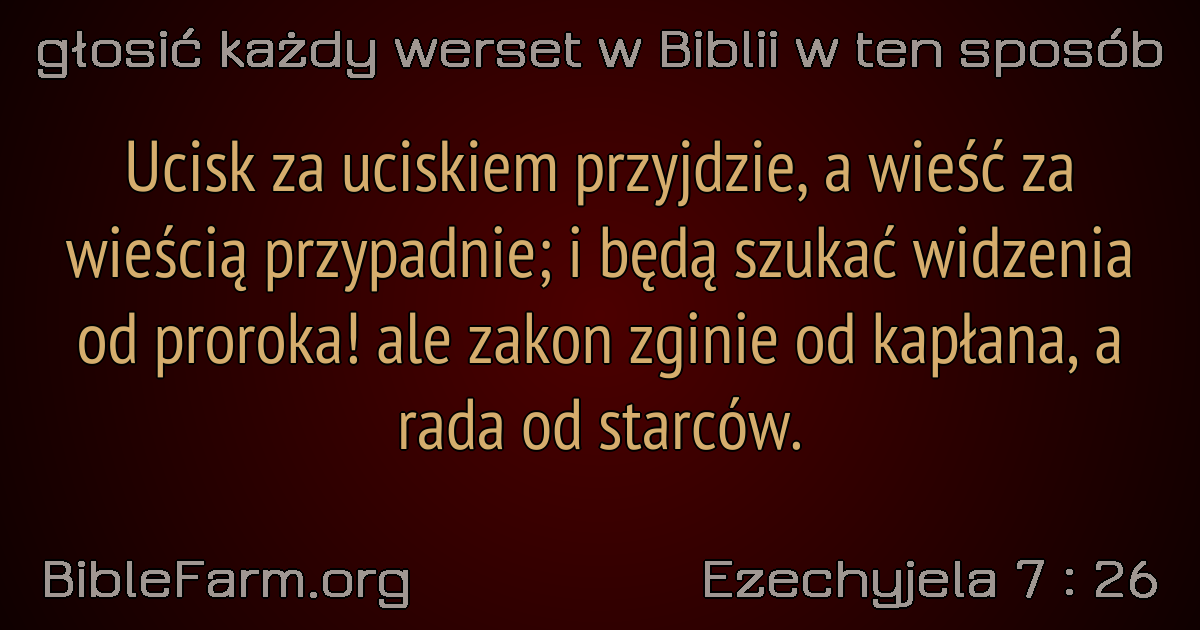 głosić każdy werset w Biblii w ten sposób
Ucisk za uciskiem przyjdzie, a wieść za
wieścią przypadnie; i będą szukać widzenia
od proroka! ale zakon zginie od kapłana, a
rada od starców.
BibleFarm.org
Ezechyjela 7 : 26